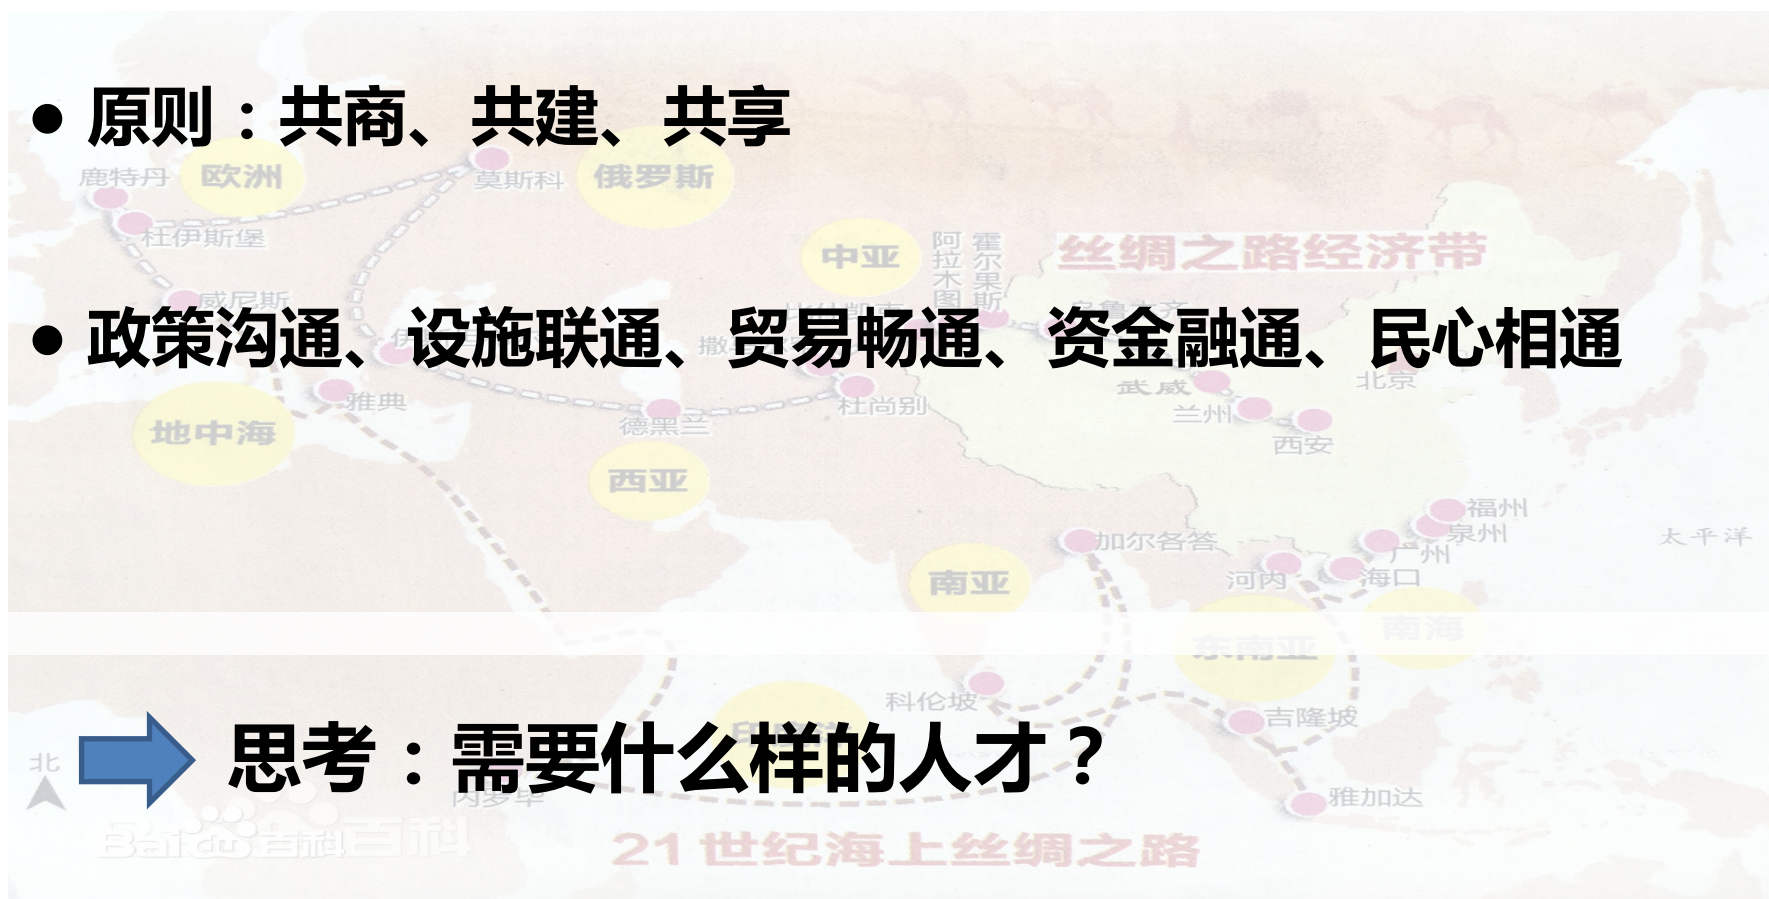 ● 原则：共商、共建、共享
鹿特丹
欧洲
莫斯科
俄罗斯
杜伊斯堡
中亚
阿拉木图
霍尔果斯
丝绸之路经济带
威尼斯
● 政策沟通、设施联通、贸易畅通、资金融通、民心相通
雅典
杜尚别
武威
北京
兰州
地中海
德黑兰
西安
西亚
福州
泉州
太平洋
加尔各答
广州
南亚
河内
海口
南海
东南亚
科伦坡
吉隆坡
思考：需要什么样的人才？
北
雅加达
Bai 百科 百科
21世纪海上丝绸之路